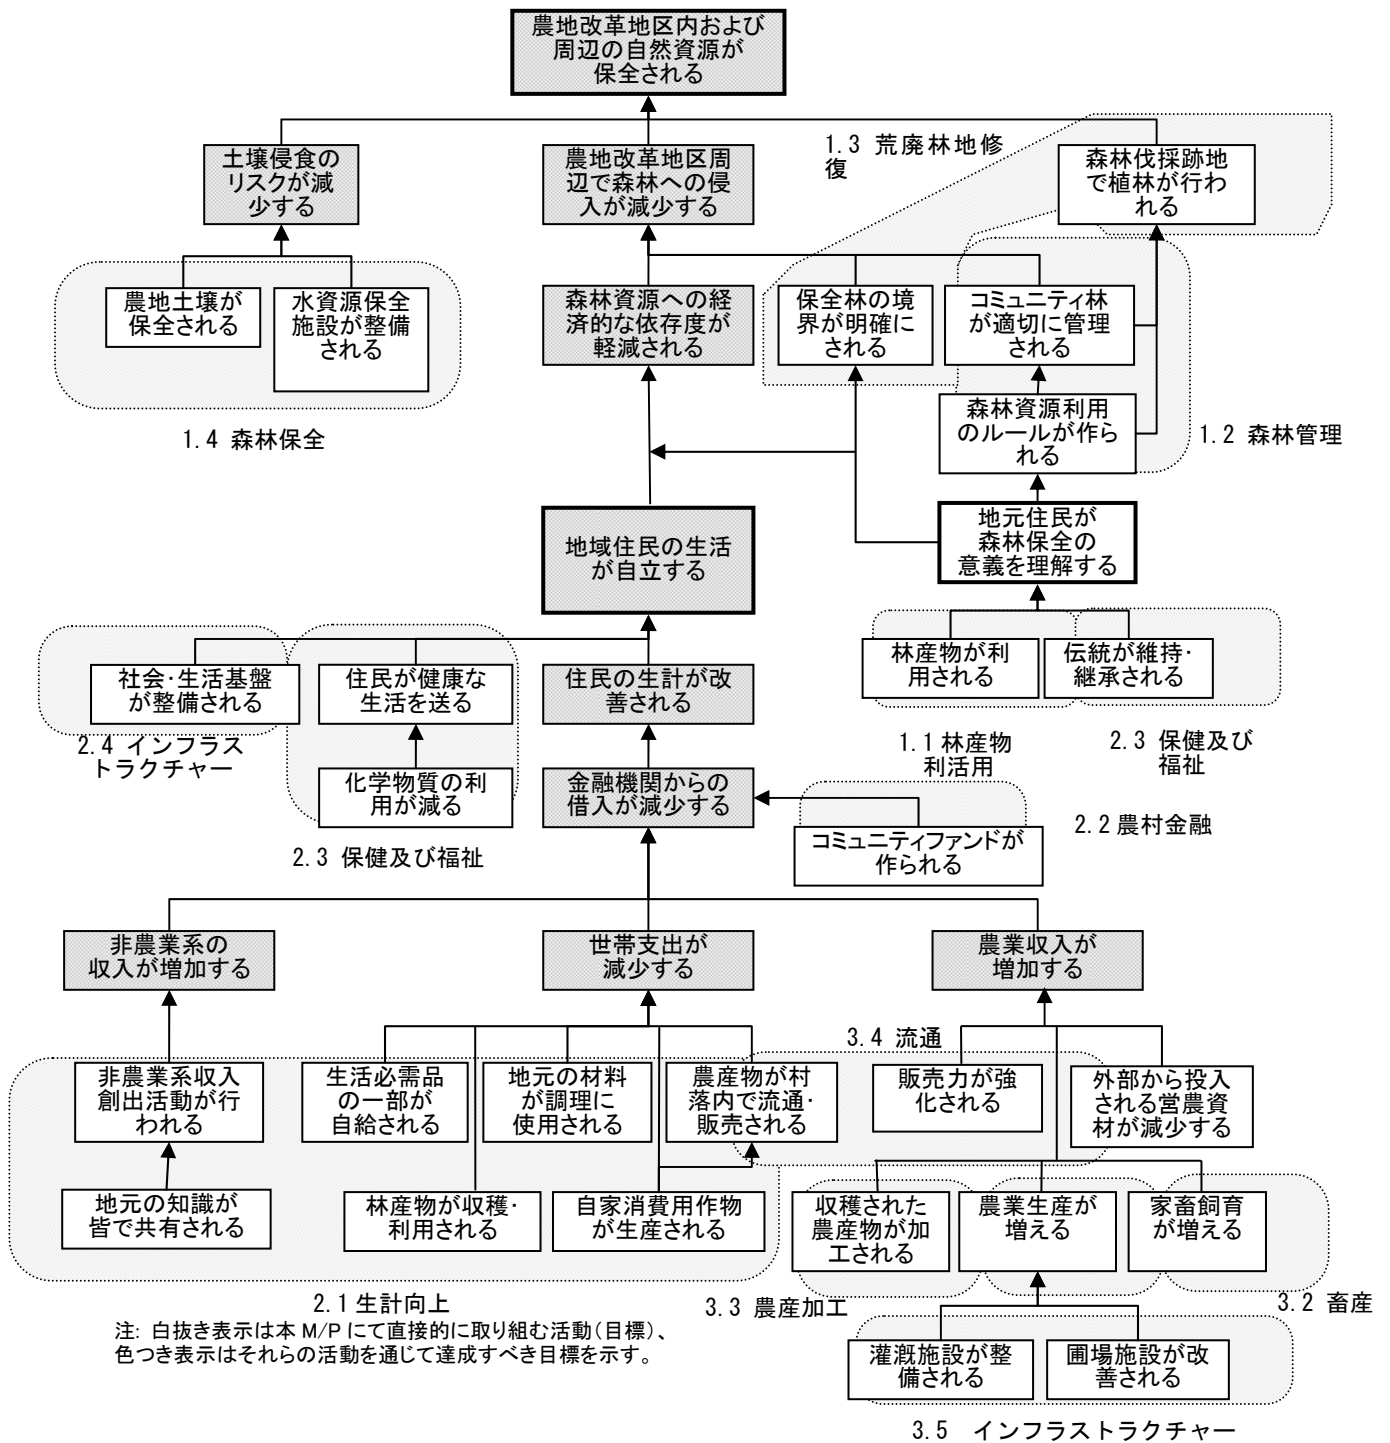 農地改革地区内および
周辺の自然資源が
保全される
土壌侵食の
リスクが減
少する
農地改革地区周
辺で森林への侵
入が減少する
1.3 荒廃林地修
復
森林伐採跡地
で植林が行わ
れる
農地土壌が
保全される
水資源保全
施設が整備
される
森林資源への経
済的な依存度が
軽減される
保全林の境
界が明確に
される
コミュニティ林
が適切に管理
される
1.4 森林保全
森林資源利用
のルールが作ら
れる
1.2 森林管理
地域住民の生活
が自立する
地元住民が
森林保全の
意義を理解する
社会・生活基盤
が整備される
住民が健康な
生活を送る
住民の生計が改
善される
林産物が利
用される
伝統が維持・
継承される
2.4 インフラス
トラクチャー
1.1 林産物
利活用
2.3 保健及び
福祉
化学物質の利
用が減る
金融機関からの
借入が減少する
2.2 農村金融
コミュニティファンドが
作られる
2.3 保健及び福祉
非農業系の
収入が増加する
世帯支出が
減少する
農業収入が
増加する
3.4 流通
非農業系収入
創出活動が行
われる
生活必需品
の一部が
自給される
地元の材料
が調理に
使用される
農産物が村
落内で流通・
販売される
販売力が強
化される
外部から投入
される営農資
材が減少する
地元の知識が
皆で共有される
林産物が収穫・
利用される
自家消費用作物
が生産される
収穫された
農産物が加
工される
農業生産が
増える
家畜飼育
が増える
2.1 生計向上
3.3 農産加工
3.2 畜産
注: 白抜き表示は本 M/P にて直接的に取り組む活動(目標)、
色つき表示はそれらの活動を通じて達成すべき目標を示す。
灌漑施設が整
備される
圃場施設が改
善される
3.5 インフラストラクチャー